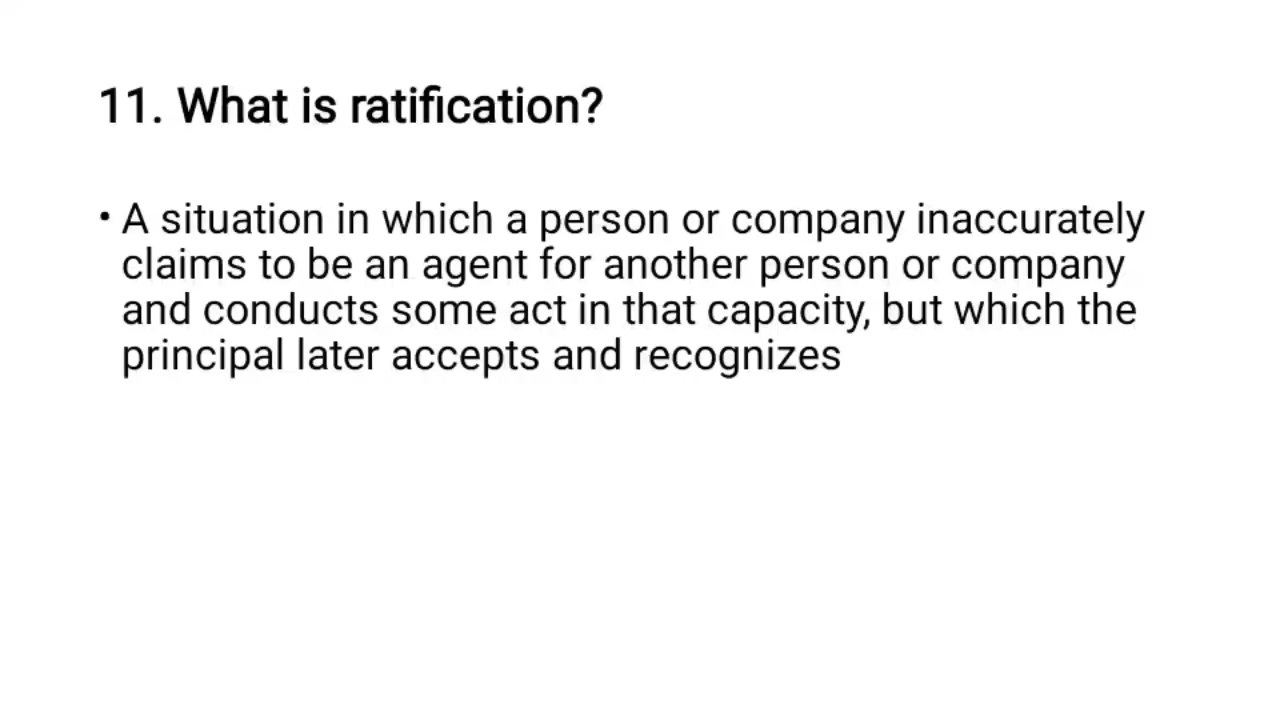 11. What is ratification?
• A situation in which a person or company inaccurately
claims to be an agent for another person or company
and conducts some act in that capacity, but which the
principal later accepts and recognizes